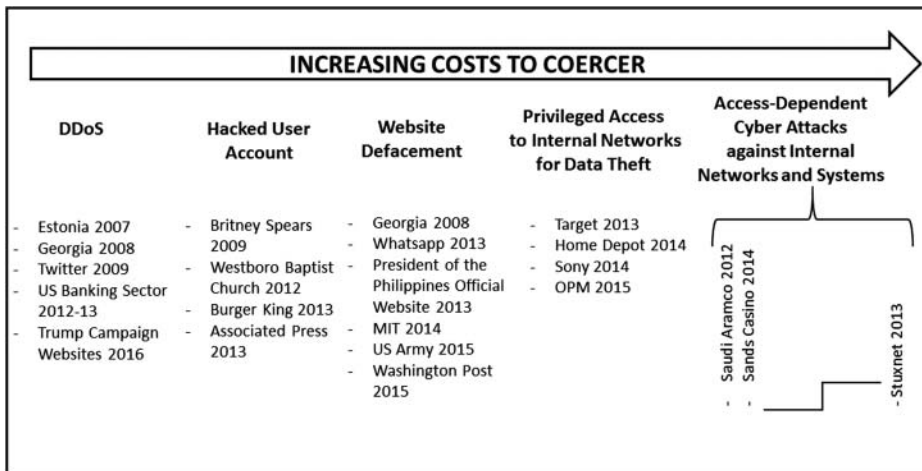 INCREASING COSTS TO COERCER
DDoS
- Estonia 2007
- Georgia 2008
- Twitter 2009
- US Banking Sector
2012-13
- Trump Campaign
Websites 2016
Hacked User
Account
- Britney Spears
2009
- Westboro Baptist
Church 2012
- Burger King 2013
- Associated Press
2013
Website
Defacement
- Georgia 2008
- Whatsapp 2013
- President of the
Philippines Official
Website 2013
- MIT 2014
- US Army 2015
- Washington Post
2015
Privileged Access
to Internal Networks
for Data Theft
- Target 2013
- Home Depot 2014
- Sony 2014
- OPM 2015
Access-Dependent
Cyber Attacks
against Internal
Networks and Systems
- Saudi Aramco 2012
- Sands Casino 2014
- Stuxnet 2013